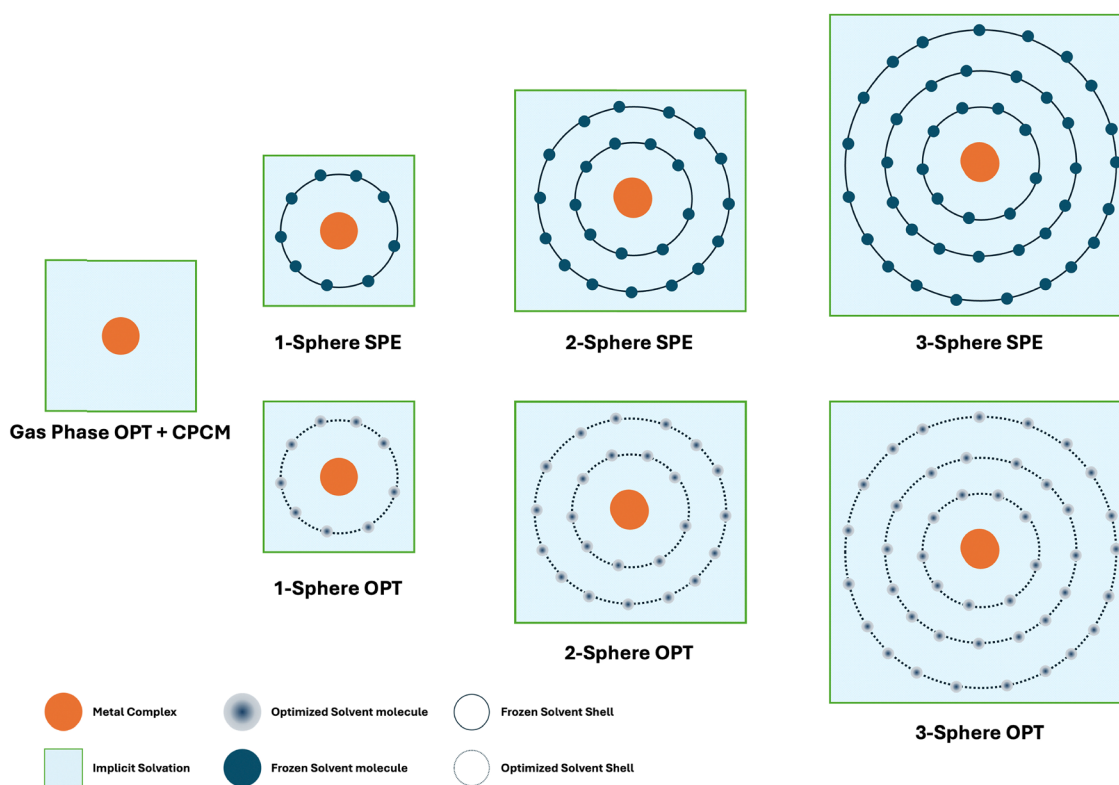 1-Sphere SPE
2-Sphere SPE
3-Sphere SPE
Gas Phase OPT + CPCM
1-Sphere OPT
2-Sphere OPT
3-Sphere OPT
Metal Complex
Optimized Solvent molecule
Frozen Solvent Shell
Implicit Solvation
Frozen Solvent molecule
Optimized Solvent Shell